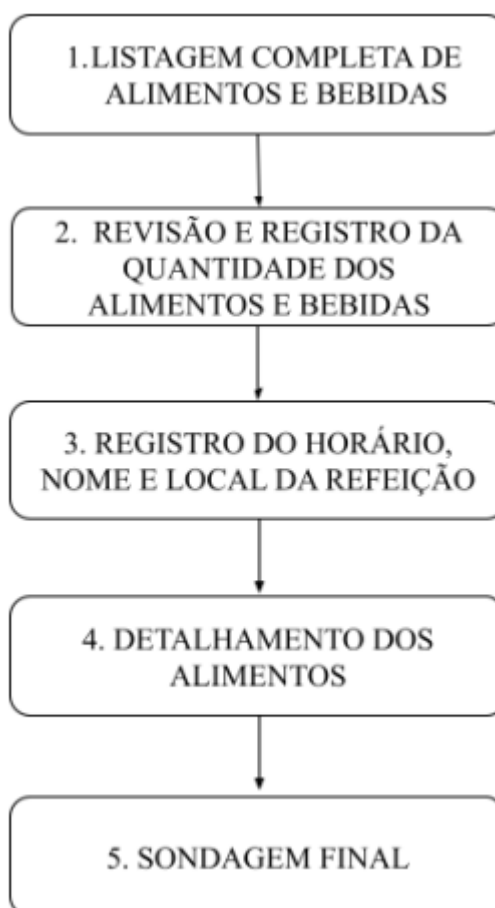 1.LISTAGEM COMPLETA DE
ALIMENTOS E BEBIDAS
2. REVISÃO E REGISTRO DA
QUANTIDADE DOS
ALIMENTOS E BEBIDAS
3. REGISTRO DO HORÁRIO,
NOME E LOCAL DA REFEIÇÃO
4. DETALHAMENTO DOS
ALIMENTOS
5. SONDAGEM FINAL